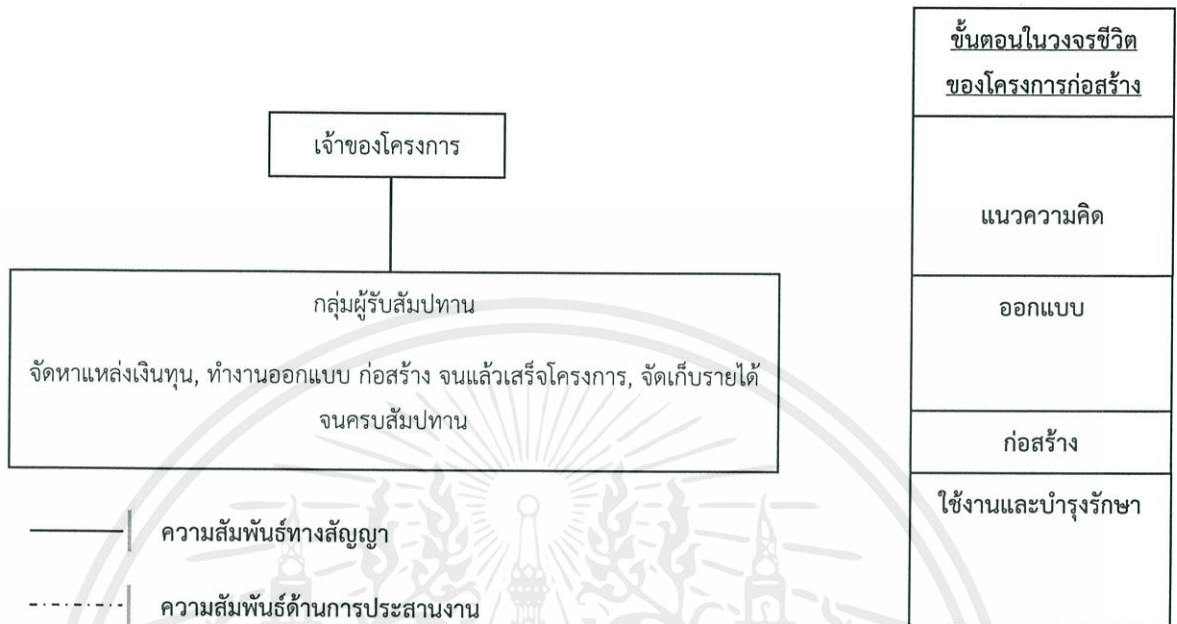 เจ้าของโครงการ
กลุ่มผู้รับสัมปทาน
จัดหาแหล่งเงินทุน, ทำงานออกแบบ ก่อสร้าง จนแล้วเสร็จโครงการ, จัดเก็บรายได้
จนครบสัมปทาน
ความสัมพันธ์ทางสัญญา
ความสัมพันธ์ด้านการประสานงาน
ขั้นตอนในวงจรชีวิต
ของโครงการก่อสร้าง
แนวความคิด
ออกแบบ
ก่อสร้าง
ใช้งานและบำรุงรักษา